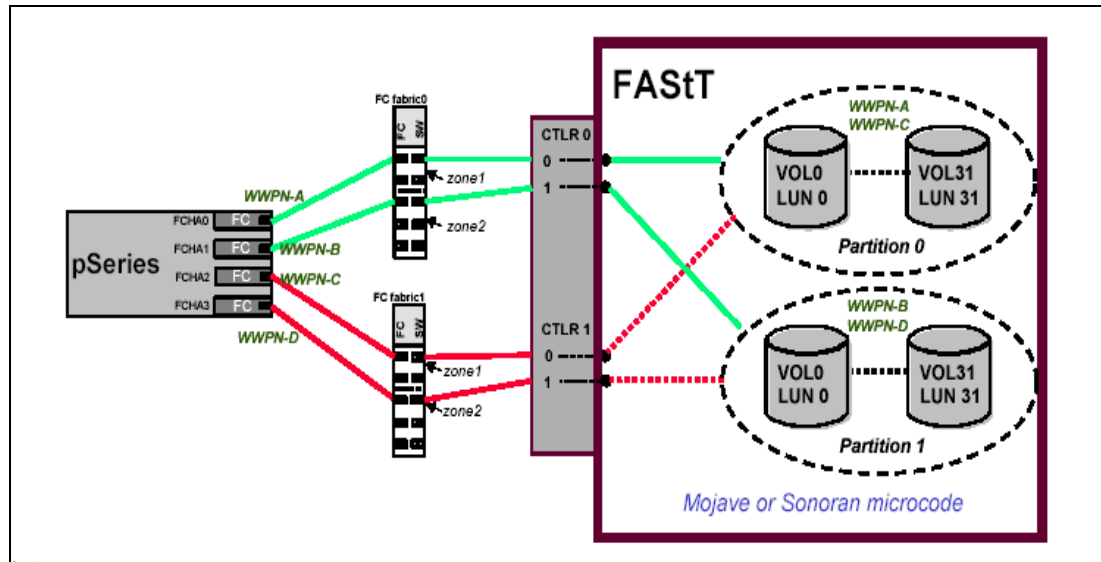 FAStT
FC fabric0
FC
SW
zone1
zone2
WWPN-A
WWPN-B
WWPN-C
WWPN-D
pSeries
FCHA0 FC
FCHA1 FC
FCHA2 FC
FCHA3 FC
FC fabric1
FC
SW
zone1
zone2
CTLR 0
0
1
CTLR 1
0
1
WWPN-A
WWPN-C
VOL0
LUN 0
VOL31
LUN 31
Partition 0
WWPN-B
WWPN-D
VOL0
LUN 0
VOL31
LUN 31
Partition 1
Mojave or Sonoran microcode